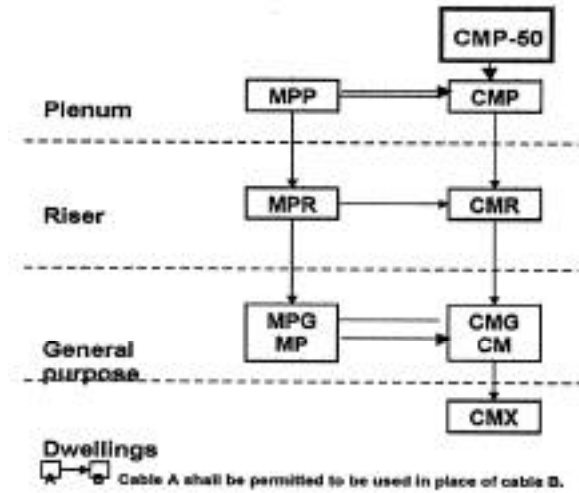 CMP-50
Plenum
MPP
CMP
Riser
MPR
CMR
MPG
MP
CMG
CM
General
purpose
CMX
Dwellings
A
B
Cable A shall be permitted to be used in place of cable B.